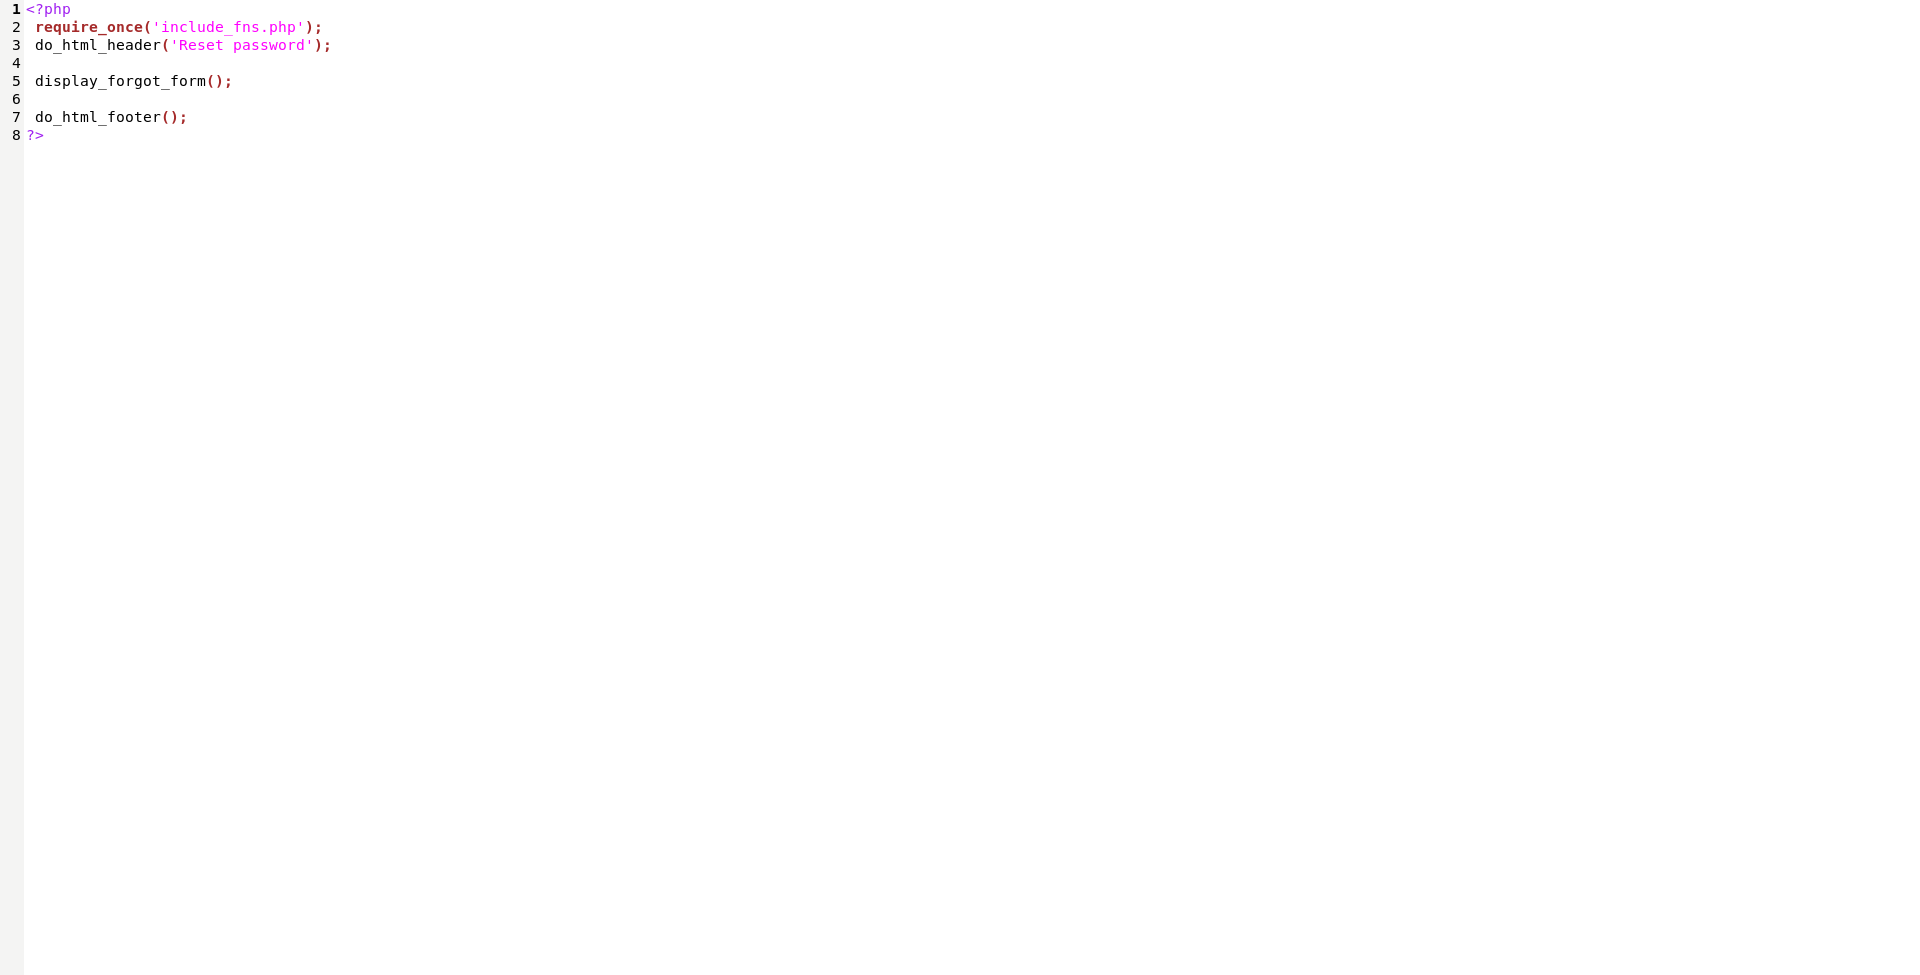 1 <?php
2  require_once('include_fns.php');
3  do_html_header('Reset password');
4
5  display_forgot_form();
6
7  do_html_footer();
8 ?>